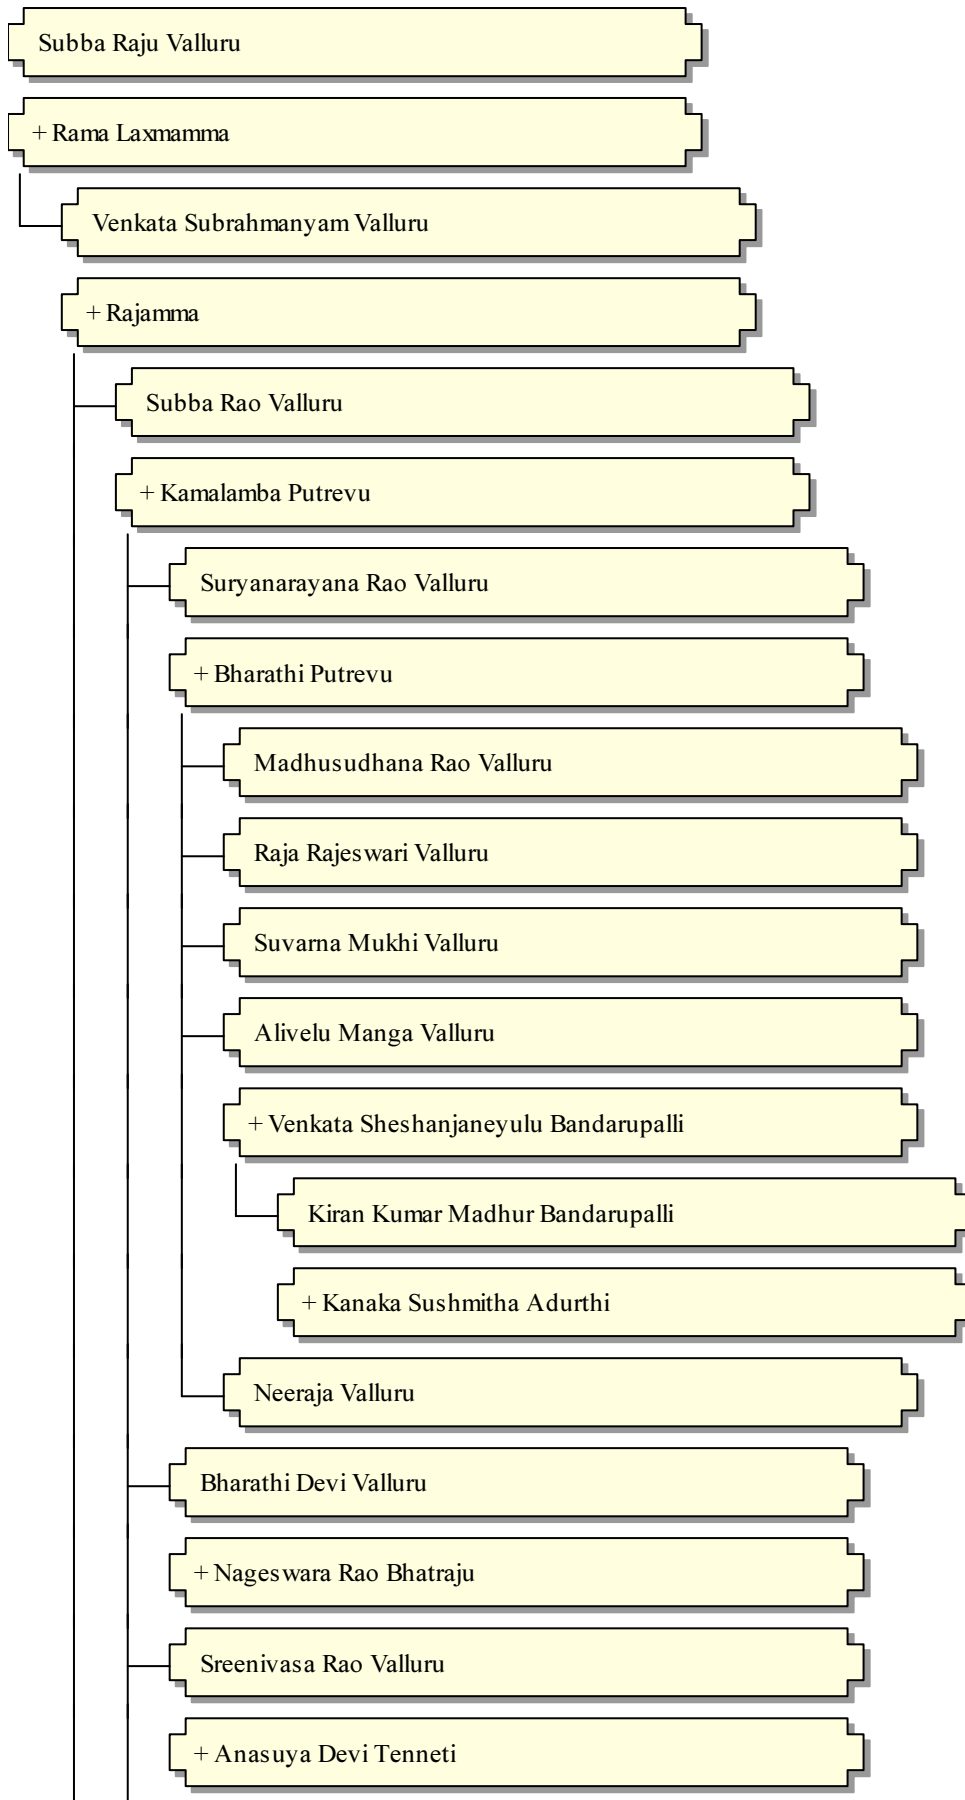 Subba Raju Valluru
+ Rama Laxmamma
Venkata Subrahmanyam Valluru
+ Rajamma
Subba Rao Valluru
+ Kamalamba Putrevu
Suryanarayana Rao Valluru
+ Bharathi Putrevu
Madhusudhana Rao Valluru
Raja Rajeswari Valluru
Suvarna Mukhi Valluru
Alivelu Manga Valluru
+ Venkata Sheshanjaneyulu Bandarupalli
Kiran Kumar Madhur Bandarupalli
+ Kanaka Sushmitha Adurthi
Neeraja Valluru
Bharathi Devi Valluru
+ Nageswara Rao Bhatraju
Sreenivasa Rao Valluru
+ Anasuya Devi Tenneti